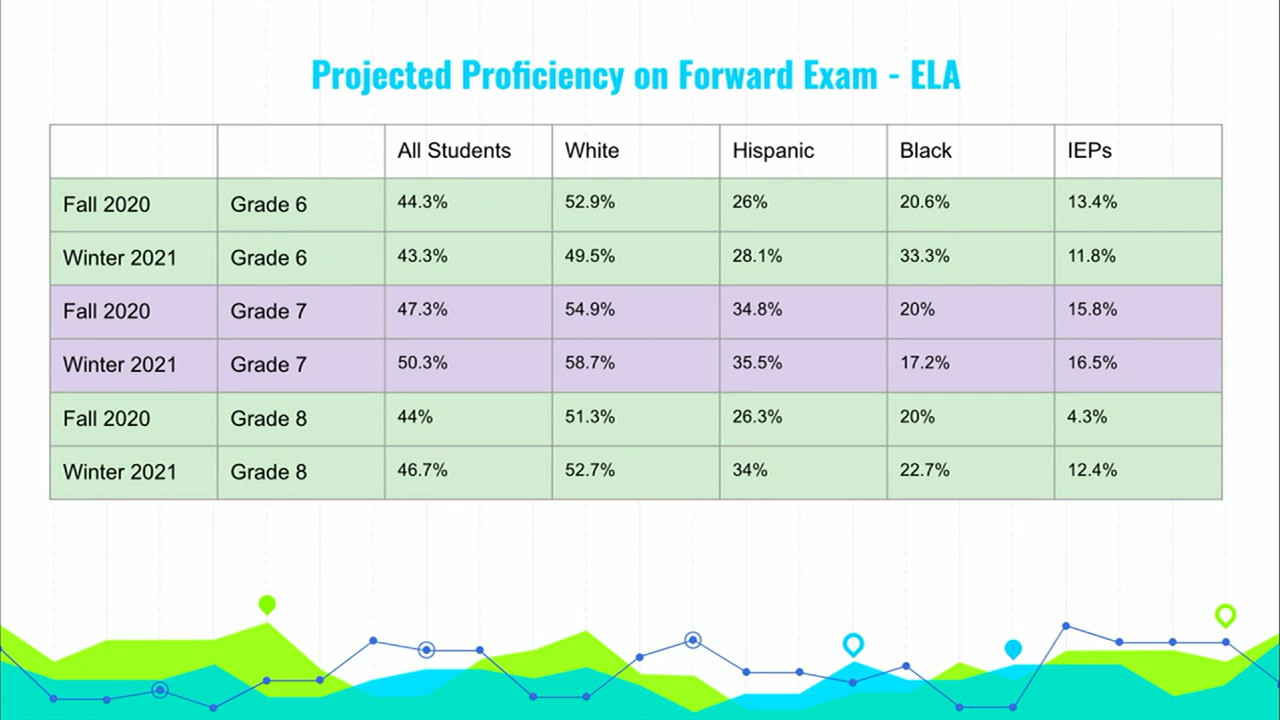 Projected Proficiency on Forward Exam - ELA
All Students White Hispanic Black IEPs
Fall 2020 Grade 6 44.3% 52.9% 26% 20.6% 13.4%
Winter 2021 Grade 6 43.3% 49.5% 28.1% 33.3% 11.8%
Fall 2020 Grade 7 47.3% 54.9% 34.8% 20% 15.8%
Winter 2021 Grade 7 50.3% 58.7% 35.5% 17.2% 16.5%
Fall 2020 Grade 8 44% 51.3% 26.3% 20% 4.3%
Winter 2021 Grade 8 46.7% 52.7% 34% 22.7% 12.4%